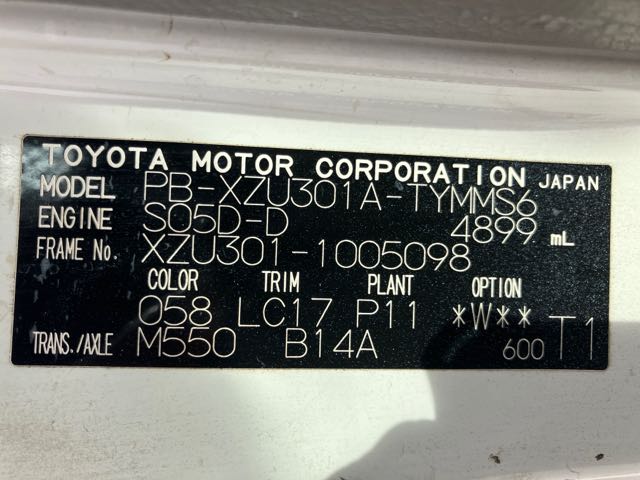 TOYOTA MOTOR CORPORATION JAPAN
MODEL PB-XZU301A-TYMMS6
ENGINE S05D-D 4899 mL
FRAME No. XZU301-1005098
COLOR TRIM PLANT OPTION
058 LC17 P11 *W**
TRANS./AXLE M550 B14A 600 T1